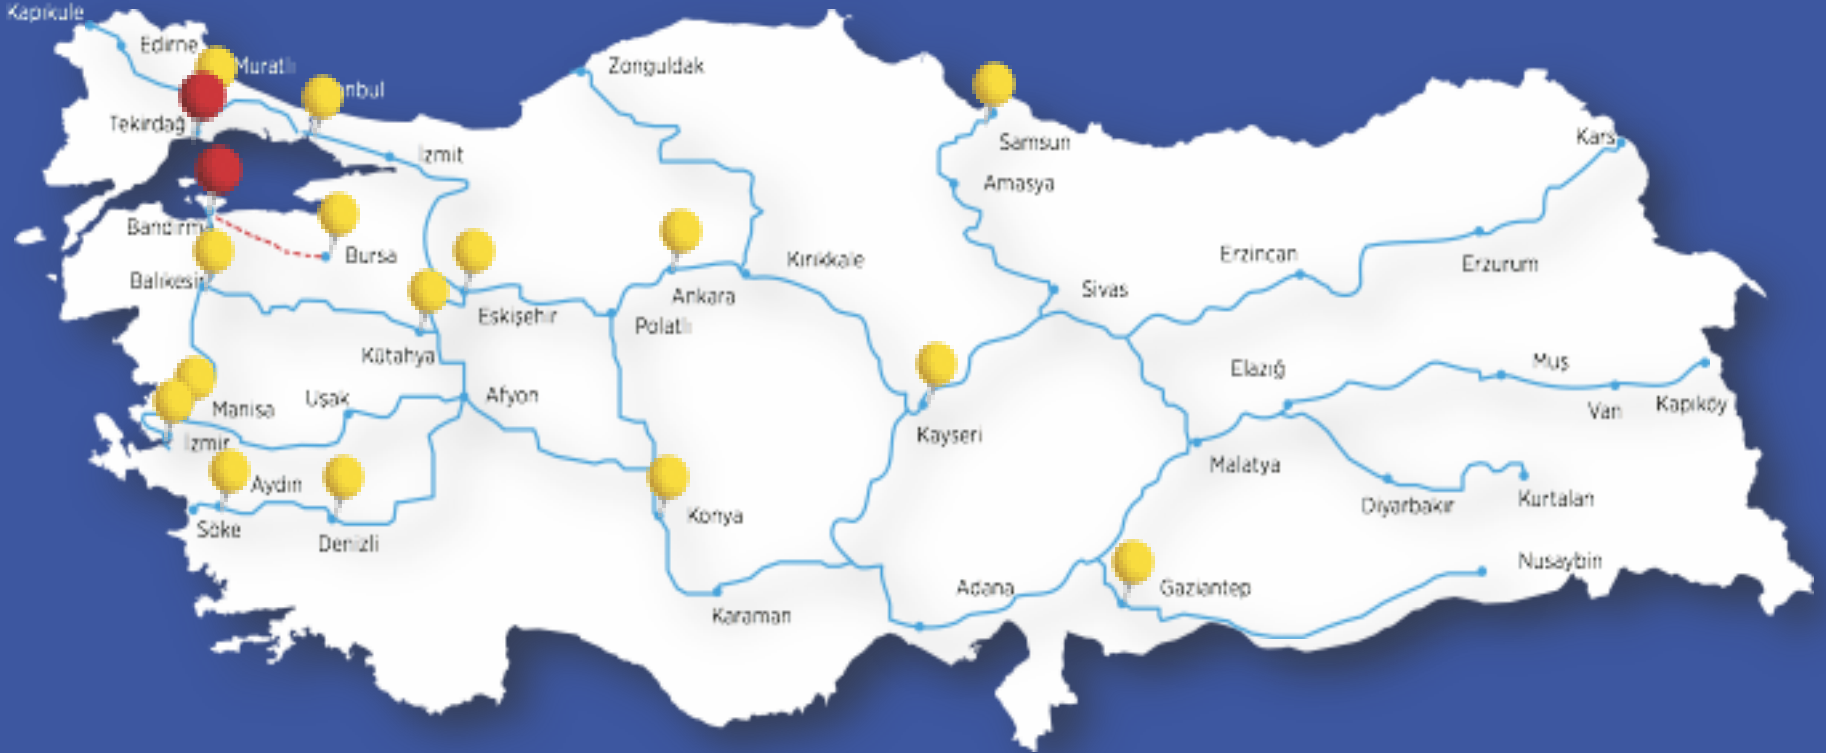 Kapıkule
Edirne
Muratlı
nbul
Tekirdağ
İzmit
Zonguldak
Samsun
Kars
Amasya
Bandırm
Bursa
Balıkesir
Kırıkkale
Erzincan
Erzurum
Ankara
Sivas
Eskişehir
Polatlı
Kütahya
Elazığ
Muş
Uşak
Afyon
Manisa
Van
Kapıköy
Kayseri
İzmir
Malatya
Aydın
Diyarbakır
Kurtalan
Konya
Söke
Denizli
Nusaybin
Adana
Gaziantep
Karaman